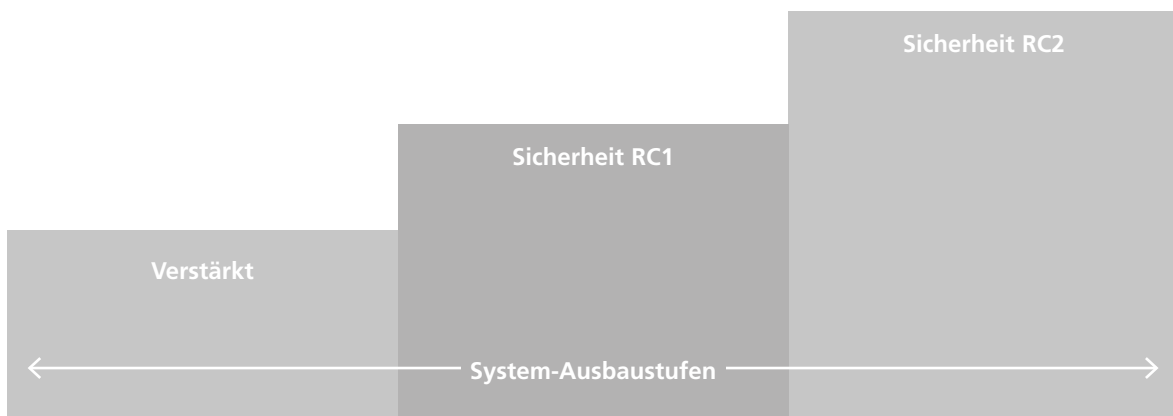 Sicherheit RC2
Sicherheit RC1
Verstärkt
System-Ausbaustufen